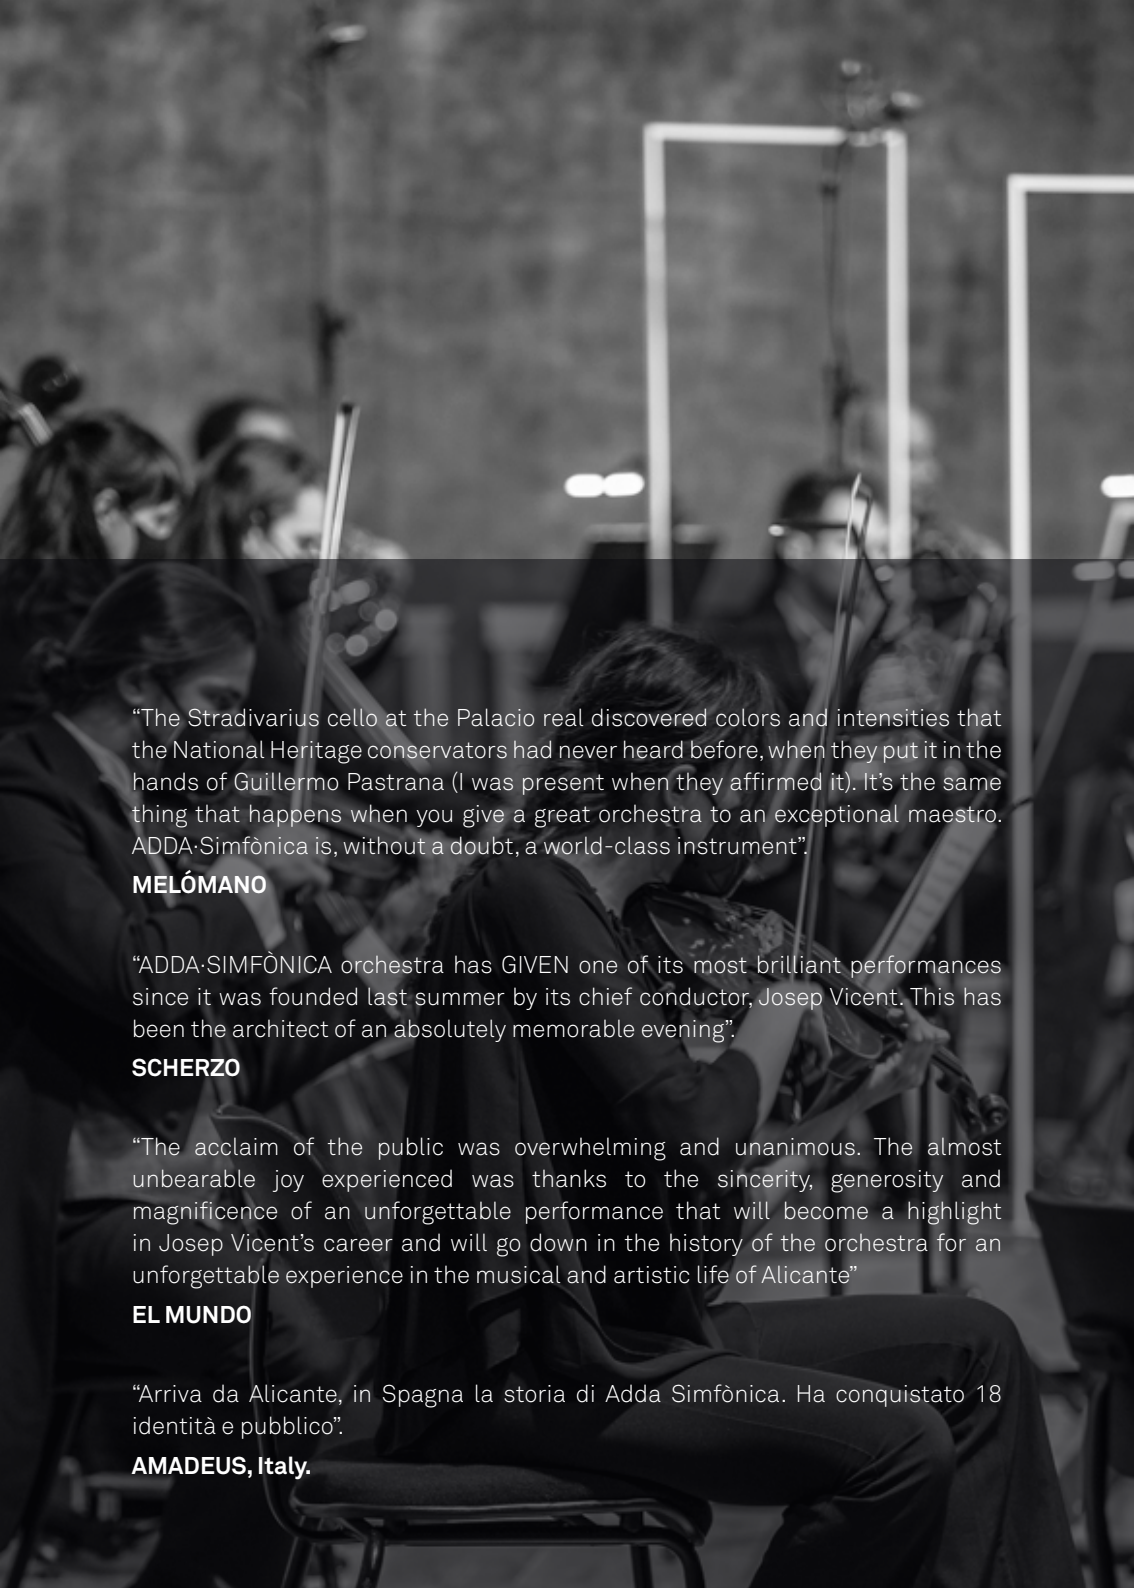 “The Stradivarius cello at the Palacio real discovered colors and intensities that
the National Heritage conservators had never heard before, when they put it in the
hands of Guillermo Pastrana (I was present when they affirmed it). It’s the same
thing that happens when you give a great orchestra to an exceptional maestro.
ADDA·Simfònica is, without a doubt, a world-class instrument”.
MELÓMANO
“ADDA·SIMFÒNICA orchestra has GIVEN one of its most brilliant performances
since it was founded last summer by its chief conductor, Josep Vicent. This has
been the architect of an absolutely memorable evening”.
SCHERZO
“The acclaim of the public was overwhelming and unanimous. The almost
unbearable joy experienced was thanks to the sincerity, generosity and
magnificence of an unforgettable performance that will become a highlight
in Josep Vicent’s career and will go down in the history of the orchestra for an
unforgettable experience in the musical and artistic life of Alicante”
EL MUNDO
“Arriva da Alicante, in Spagna la storia di Adda Simfònica. Ha conquistato 18
identità e pubblico”.
AMADEUS, Italy.